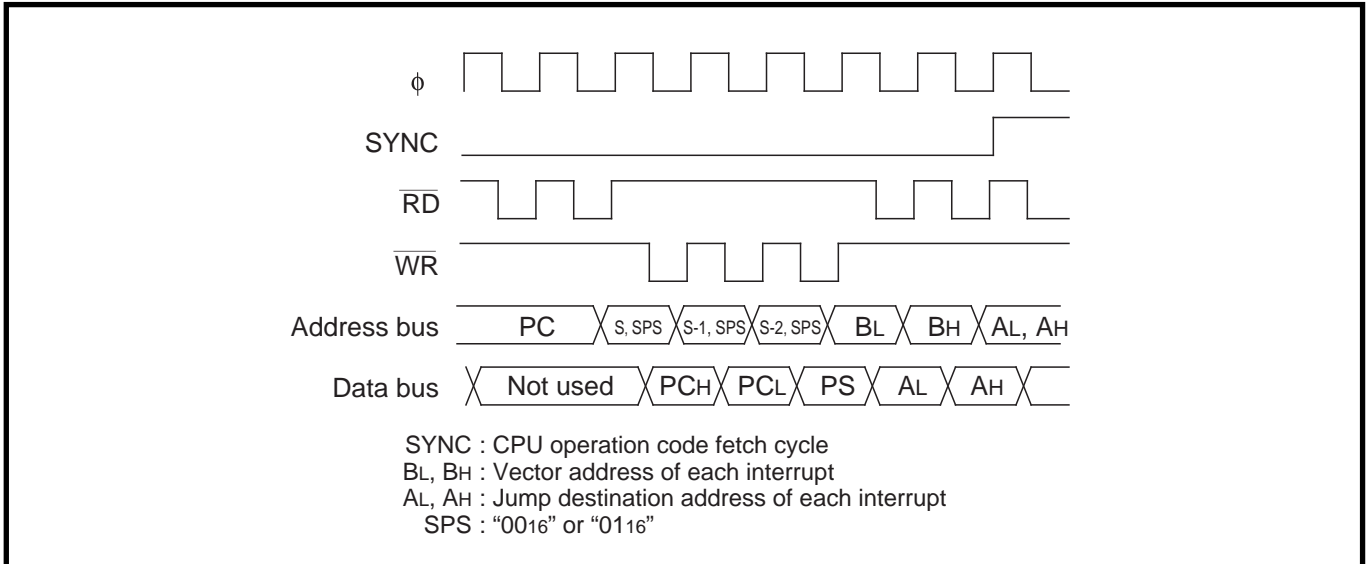 ϕ
SYNC
RD
WR
Address bus PC S, SPS S-1, SPS S-2, SPS BL BH AL, AH
Data bus Not used PCH PCL PS AL AH
SYNC : CPU operation code fetch cycle
BL, BH : Vector address of each interrupt
AL, AH : Jump destination address of each interrupt
SPS : “0016” or “0116”